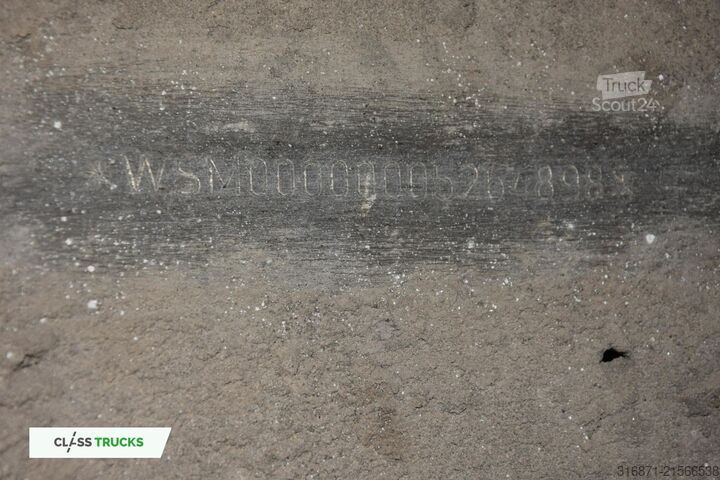 Truck
Scout24
*WSM00000005264898*
CLASS TRUCKS
316871-21566538